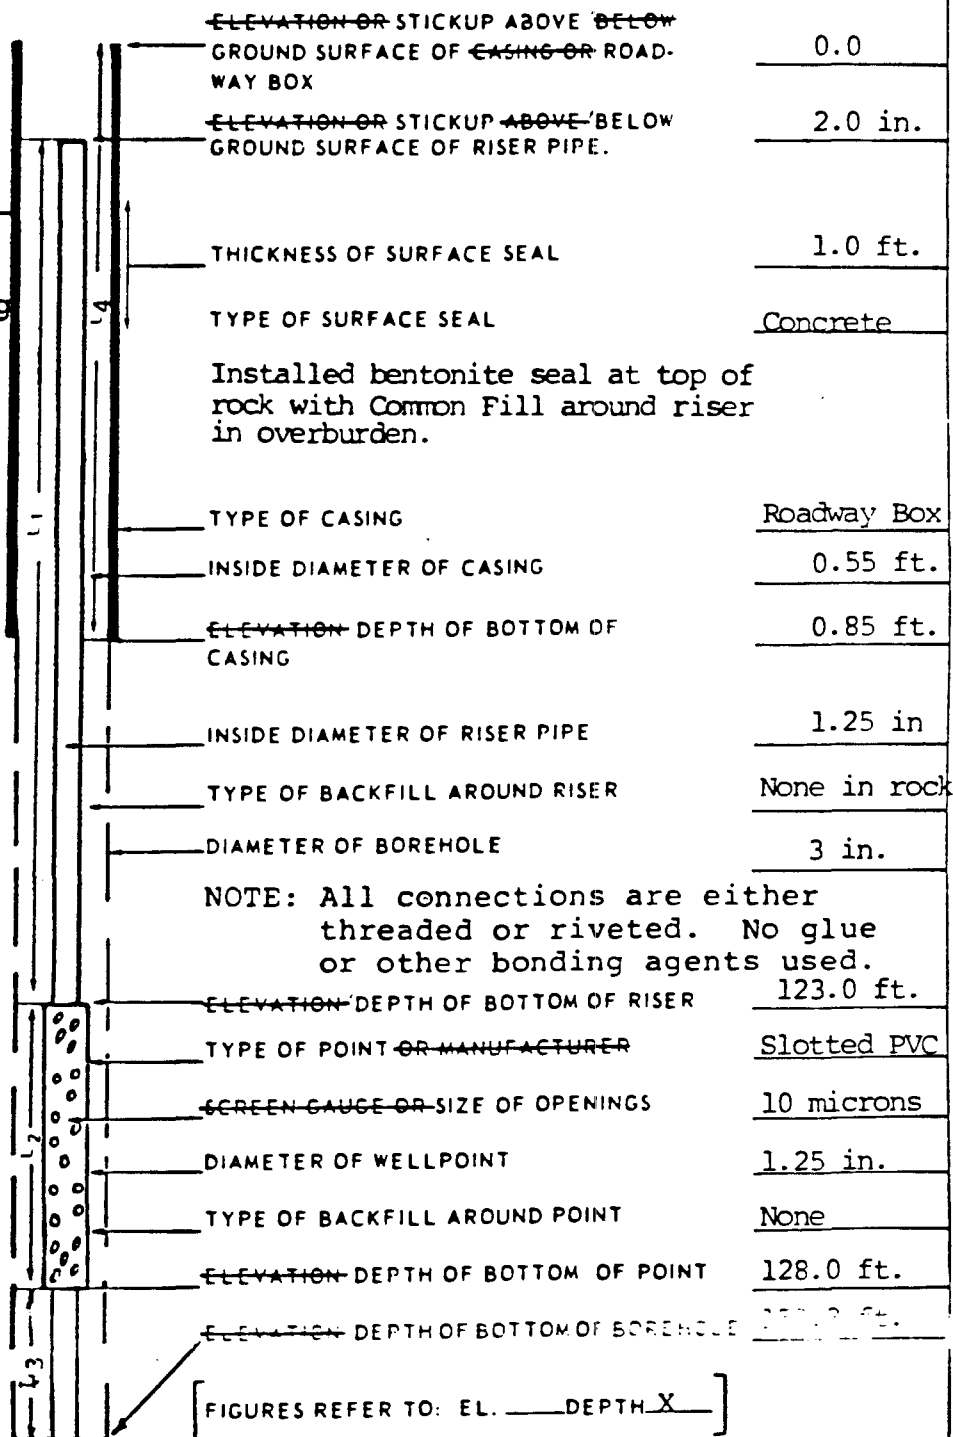 ELEVATION OR STICKUP ABOVE BELOW
GROUND SURFACE OF CASING OR ROAD-
WAY BOX
0.0
ELEVATION OR STICKUP ABOVE BELOW
GROUND SURFACE OF RISER PIPE.
2.0 in.
THICKNESS OF SURFACE SEAL
1.0 ft.
TYPE OF SURFACE SEAL
Concrete
Installed bentonite seal at top of
rock with Common Fill around riser
in overburden.
TYPE OF CASING
Roadway Box
INSIDE DIAMETER OF CASING
0.55 ft.
ELEVATION DEPTH OF BOTTOM OF
CASING
0.85 ft.
INSIDE DIAMETER OF RISER PIPE
1.25 in
TYPE OF BACKFILL AROUND RISER
None in rock
DIAMETER OF BOREHOLE
3 in.
NOTE: All connections are either
threaded or riveted. No glue
or other bonding agents used.
ELEVATION DEPTH OF BOTTOM OF RISER
123.0 ft.
TYPE OF POINT OR MANUFACTURER
Slotted PVC
SCREEN GAUGE OR SIZE OF OPENINGS
10 microns
DIAMETER OF WELLPOINT
1.25 in.
TYPE OF BACKFILL AROUND POINT
None
ELEVATION DEPTH OF BOTTOM OF POINT
128.0 ft.
ELEVATION DEPTH OF BOTTOM OF BOREHOLE
ft.
[FIGURES REFER TO: EL. ____DEPTH X ]
L1
L4
L2
L3